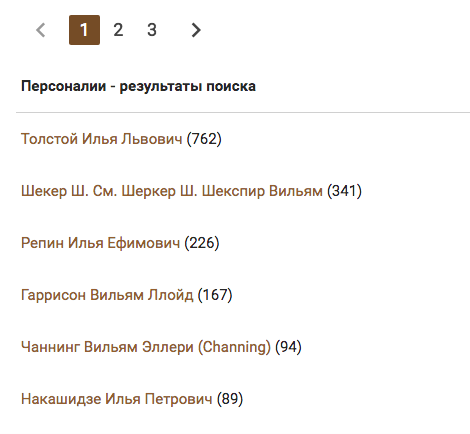 1 2 3
Персоналии - результаты поиска
Толстой Илья Львович (762)
Шекер Ш. См. Шеркер Ш. Шекспир Вильям (341)
Репин Илья Ефимович (226)
Гаррисон Вильям Ллойд (167)
Чаннинг Вильям Эллери (Channing) (94)
Накашидзе Илья Петрович (89)